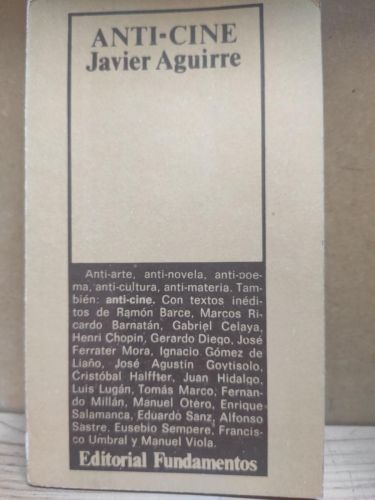 ANTI-CINE
Javier Aguirre
Anti-arte, anti-novela, anti-poe-
ma, anti-cultura, anti-materia. Tam-
bién: anti-cine. Con textos inédi-
tos de Ramón Barce, Marcos Ri-
cardo Barnatán, Gabriel Celaya,
Henri Chopin, Gerardo Diego, José
Ferrater Mora, Ignacio Gómez de
Liaño, José Agustín Goytisolo,
Cristóbal Halffter, Juan Hidalgo,
Luis Lugán, Tomás Marco, Fernan-
do Millán, Manuel Otero, Enrique
Salamanca, Eduardo Sanz, Alfonso
Sastre, Eusebio Sempere, Francis-
co Umbral y Manuel Viola.
Editorial Fundamentos